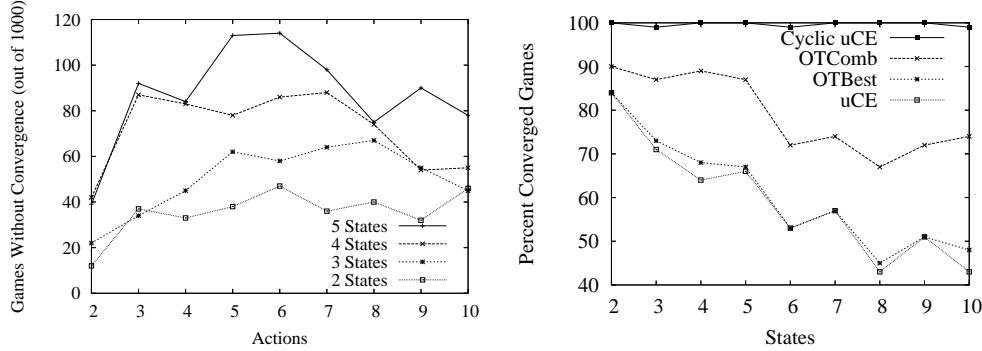 Games Without Convergence (out of 1000)
120
100
80
60
40
20
0
5 States
4 States
3 States
2 States
2 3 4 5 6 7 8 9 10
Actions
Percent Converged Games
100
90
80
70
60
50
40
Cyclic uCE
OTComb
OTBest
uCE
2 3 4 5 6 7 8 9 10
States